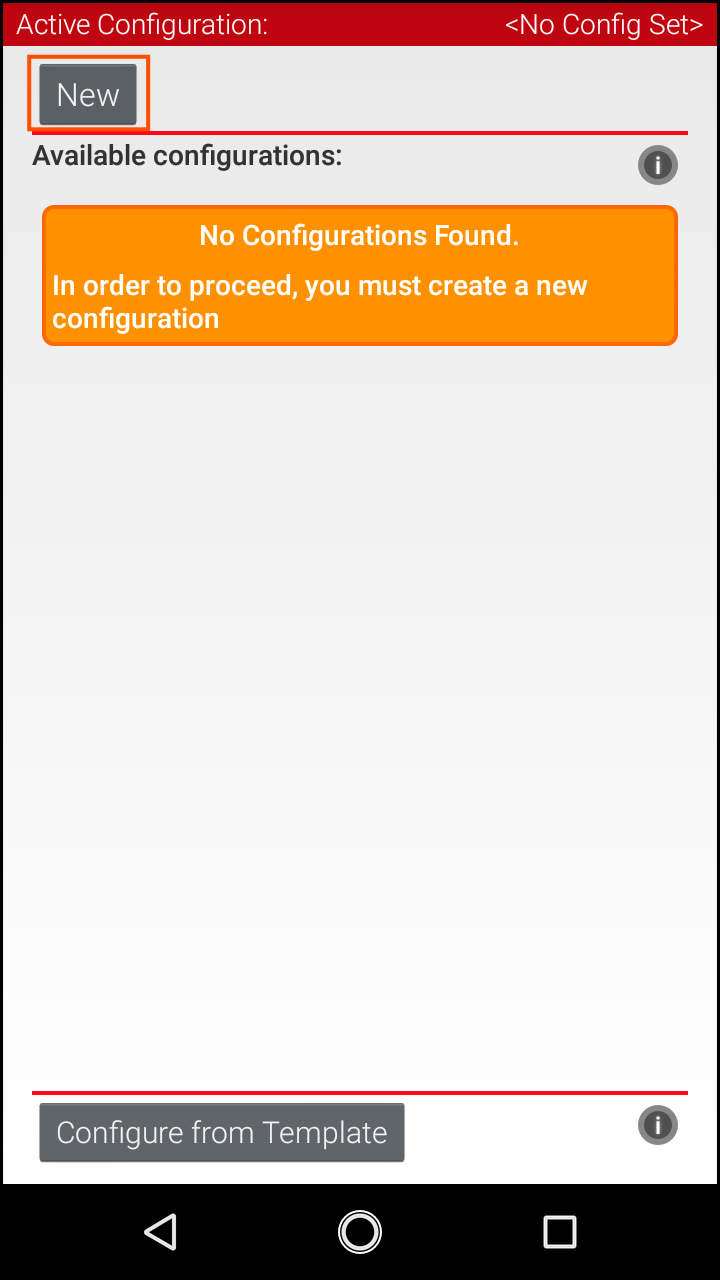 Active Configuration: <No Config Set>
New
Available configurations:
No Configurations Found.
In order to proceed, you must create a new
configuration
Configure from Template